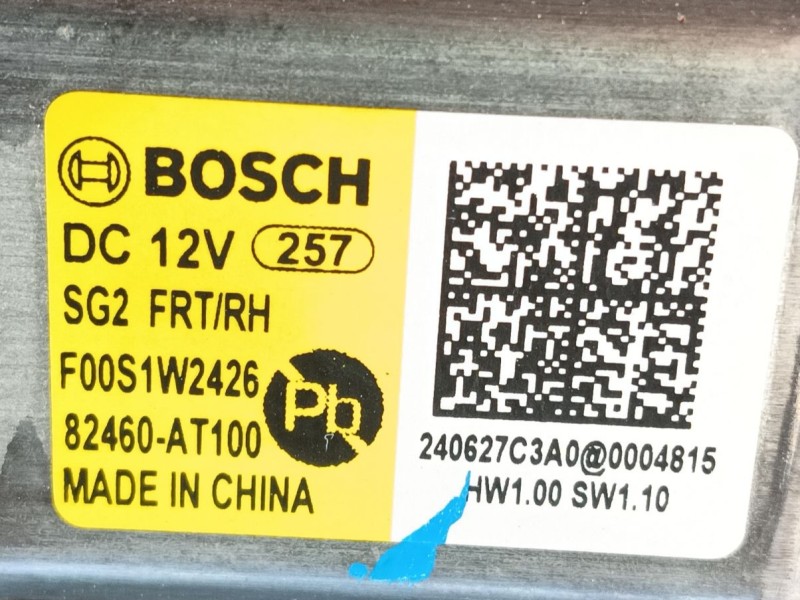 BOSCH
DC 12V 257
SG2 FRT/RH
F00S1W2426
Pb
82460-AT100
MADE IN CHINA
240627C3A0@0004815
HW1.00 SW1.10